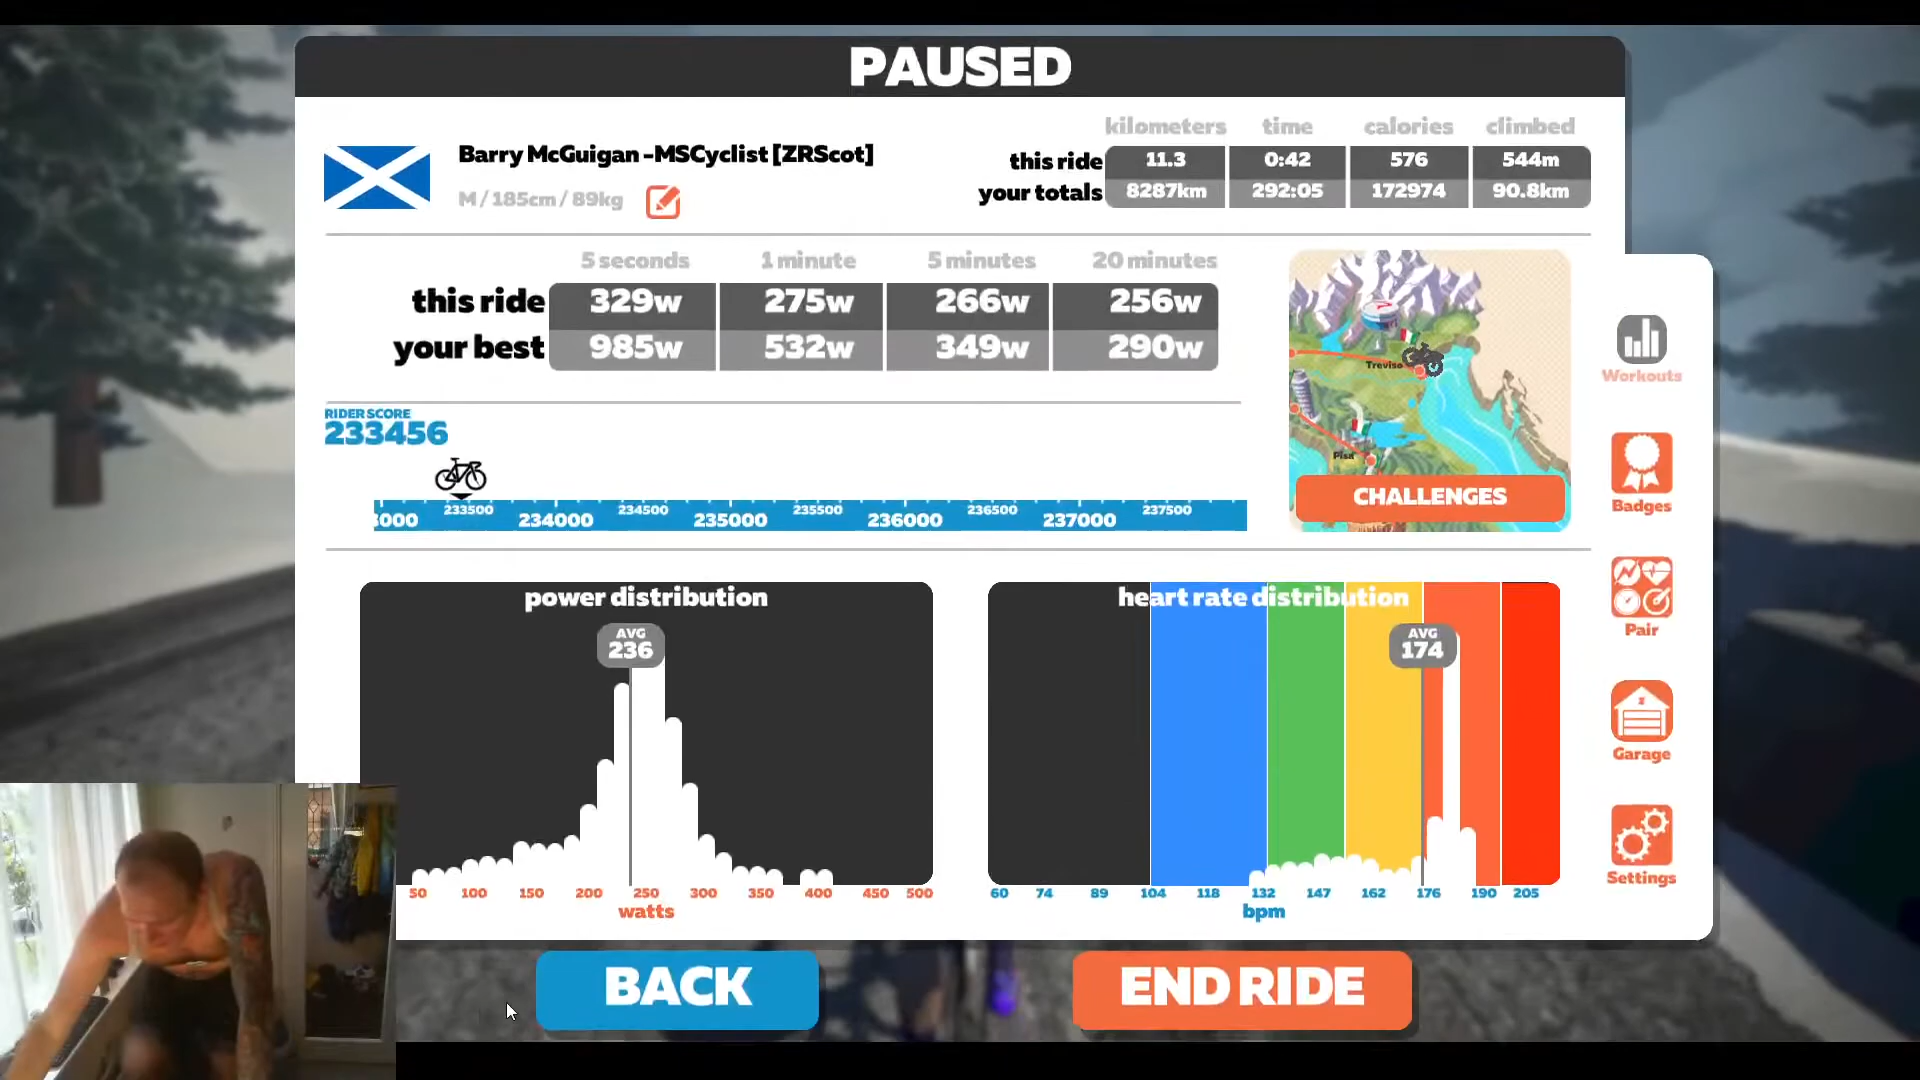 PAUSED
Barry McGuigan -MSCyclist [ZRScot]
M / 185cm / 89kg
kilometers time calories climbed
this ride 11.3 0:42 576 544m
your totals 8287km 292:05 172974 90.8km
5 seconds 1 minute 5 minutes 20 minutes
this ride 329w 275w 266w 256w
your best 985w 532w 349w 290w
Treviso
Pisa
CHALLENGES
RIDER SCORE
233456
3000 233500 234000 234500 235000 235500 236000 236500 237000 237500
Workouts
Badges
Pair
Garage
Settings
power distribution
AVG
236
50 100 150 200 250 300 350 400 450 500
watts
heart rate distribution
AVG
174
60 74 89 104 118 132 147 162 176 190 205
bpm
BACK
END RIDE